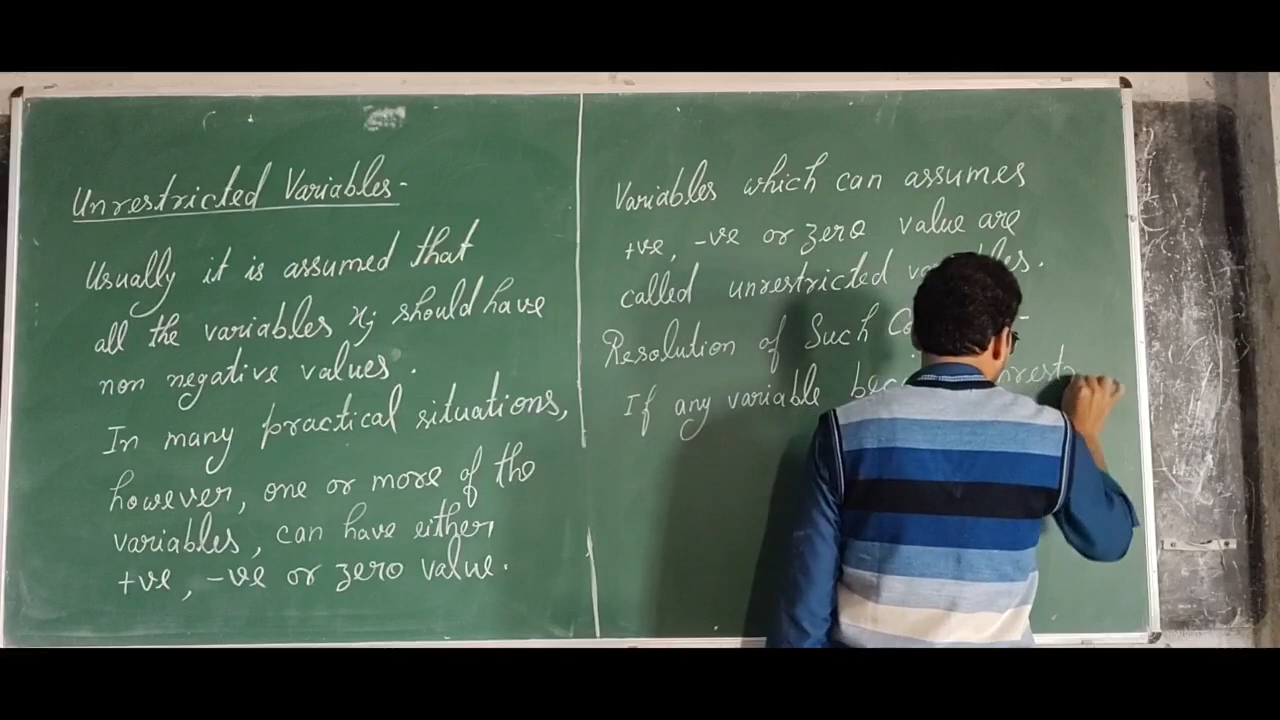 Unrestricted Variables-
Usually it is assumed that
all the variables xj should have
non negative values.
In many practical situations,
however, one or more of the
variables, can have either
+ve, -ve or zero value.
Variables which can assumes
+ve, -ve or zero value are
called unrestricted
Resolution of Such
If any variable